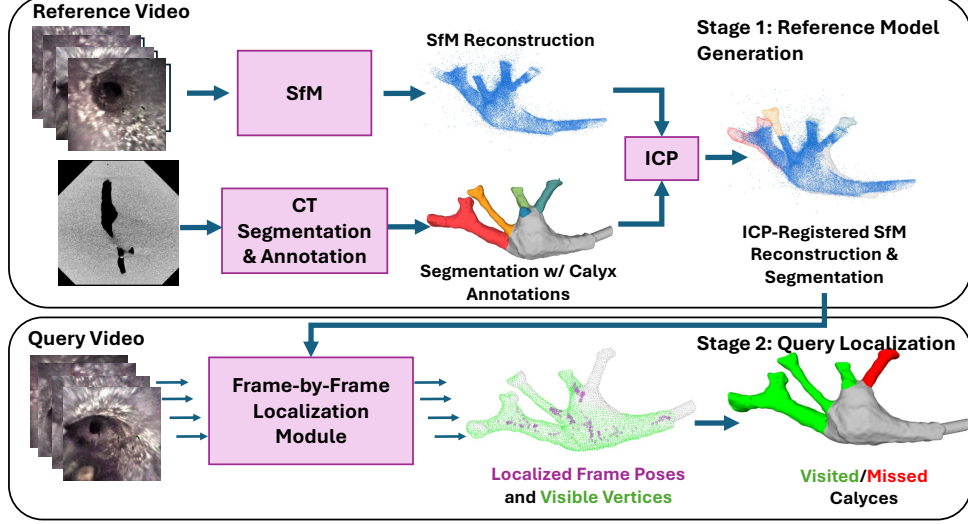 Reference Video
SfM
SfM Reconstruction
Stage 1: Reference Model
Generation
ICP
CT
Segmentation
& Annotation
Segmentation w/ Calyx
Annotations
ICP-Registered SfM
Reconstruction &
Segmentation
Query Video
Frame-by-Frame
Localization
Module
Localized Frame Poses
and Visible Vertices
Stage 2: Query Localization
Visited/Missed
Calyces